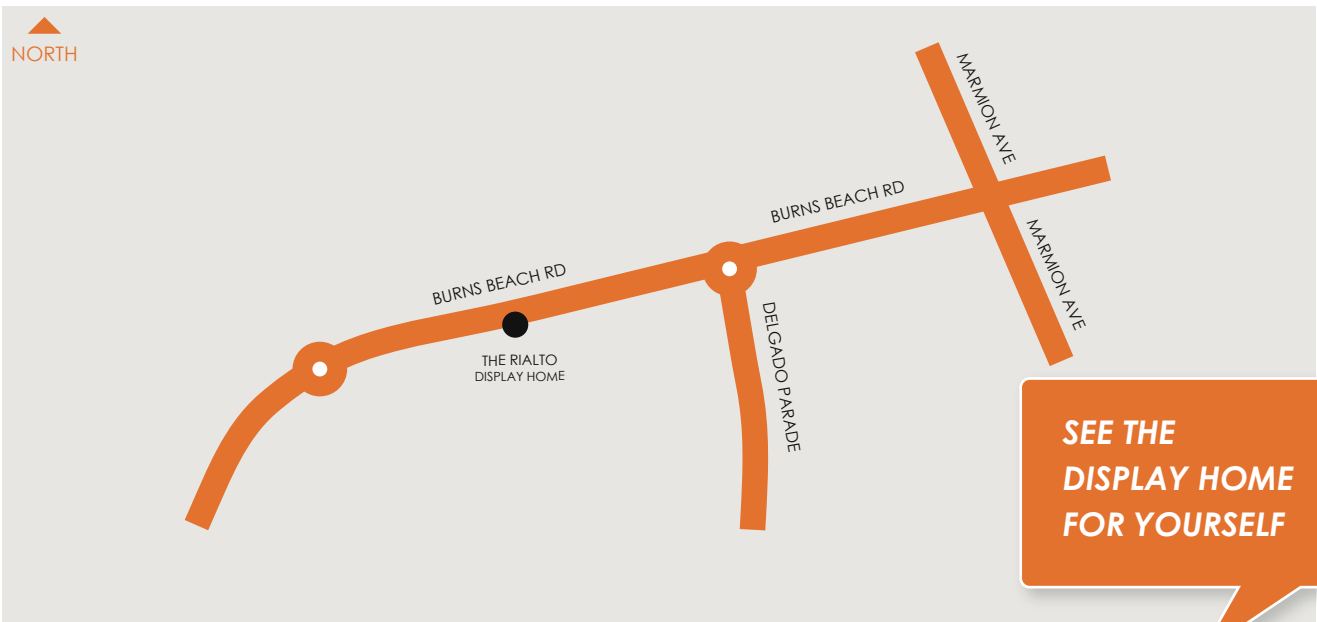 NORTH
MARMION AVE
BURNS BEACH RD
MARMION AVE
BURNS BEACH RD
DELGADO PARADE
THE RIALTO
DISPLAY HOME
SEE THE
DISPLAY HOME
FOR YOURSELF